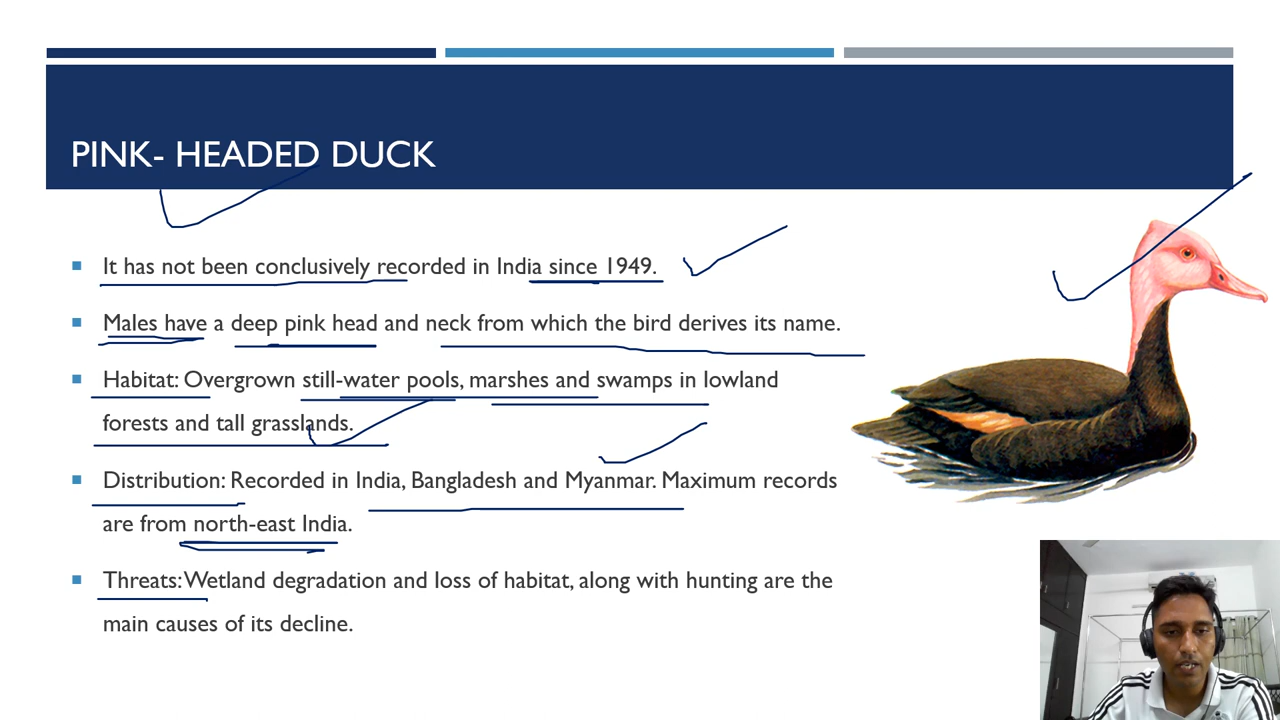 PINK- HEADED DUCK
It has not been conclusively recorded in India since 1949.
Males have a deep pink head and neck from which the bird derives its name.
Habitat: Overgrown still-water pools, marshes and swamps in lowland
forests and tall grasslands.
Distribution: Recorded in India, Bangladesh and Myanmar. Maximum records
are from north-east India.
Threats: Wetland degradation and loss of habitat, along with hunting are the
main causes of its decline.